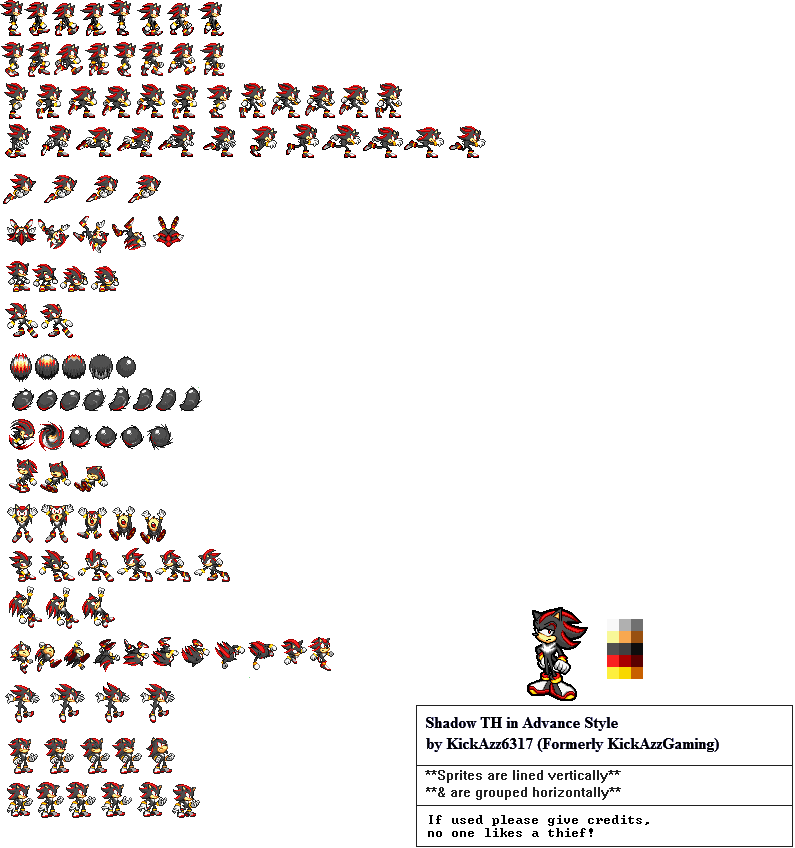 Shadow TH in Advance Style
by KickAzz6317 (Formerly KickAzzGaming)
**Sprites are lined vertically**
**& are grouped horizontally**
If used please give credits,
no one likes a thief!